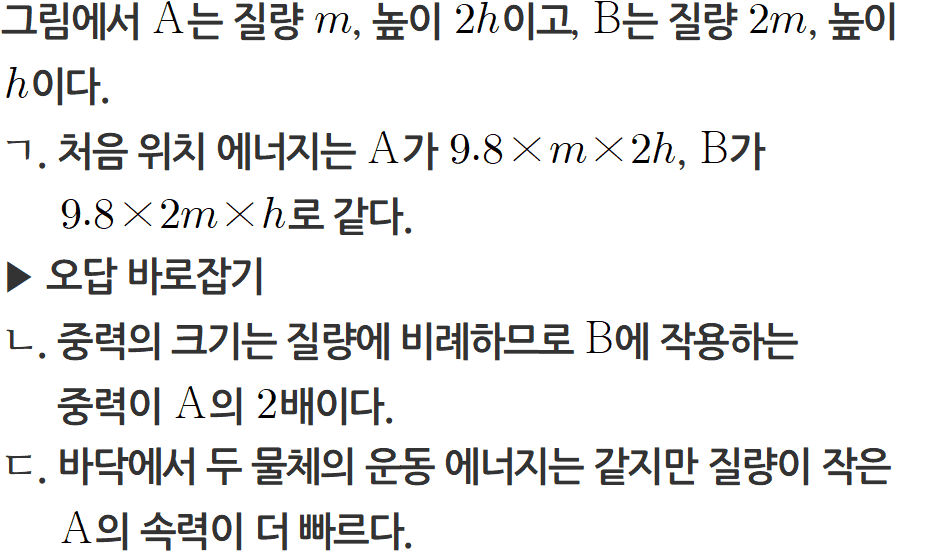 그림에서 A는 질량 m, 높이 2h이고, B는 질량 2m, 높이
h이다.
ㄱ. 처음 위치 에너지는 A가 9.8×m×2h, B가
9.8×2m×h로 같다.
▶ 오답 바로잡기
ㄴ. 중력의 크기는 질량에 비례하므로 B에 작용하는
중력이 A의 2배이다.
ㄷ. 바닥에서 두 물체의 운동 에너지는 같지만 질량이 작은
A의 속력이 더 빠르다.